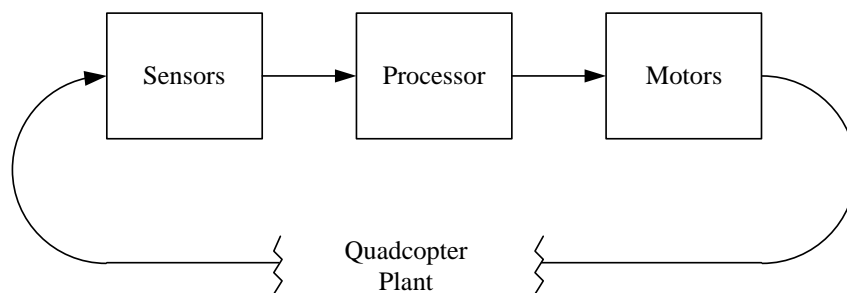 Sensors
Processor
Motors
Quadcopter
Plant